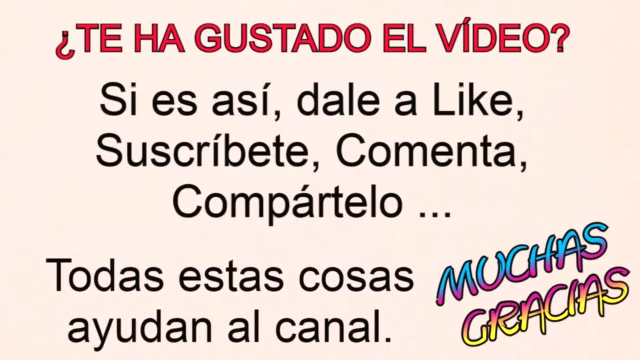 ¿TE HA GUSTADO EL VÍDEO?
Si es así, dale a Like,
Suscríbete, Comenta,
Compártelo ...
Todas estas cosas
ayudan al canal.
MUCHAS
GRACIAS